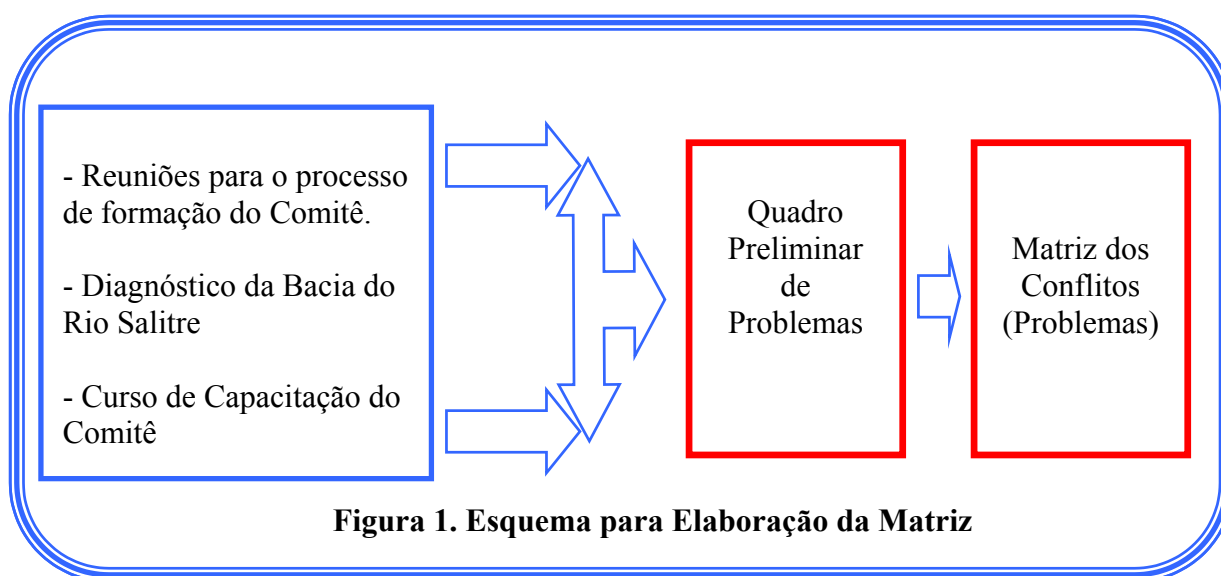 - Reuniões para o processo
de formação do Comitê.
- Diagnóstico da Bacia do
Rio Salitre
- Curso de Capacitação do
Comitê
Quadro
Preliminar
de
Problemas
Matriz dos
Conflitos
(Problemas)
Figura 1. Esquema para Elaboração da Matriz